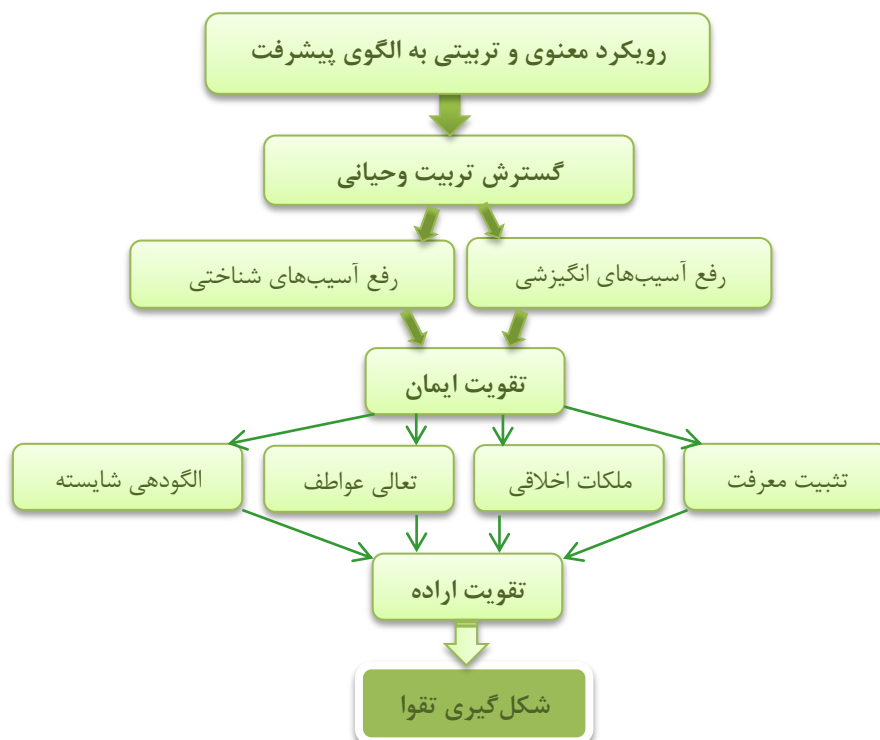 رویکرد معنوی و تربیتی به الگوی پیشرفت
گسترش تربیت وحیانی
رفع آسیب‌های انگیزشی
رفع آسیب‌های شناختی
تقویت ایمان
تثبیت معرفت
ملکات اخلاقی
تعالی عواطف
الگودهی شایسته
تقویت اراده
شکل‌گیری تقوا